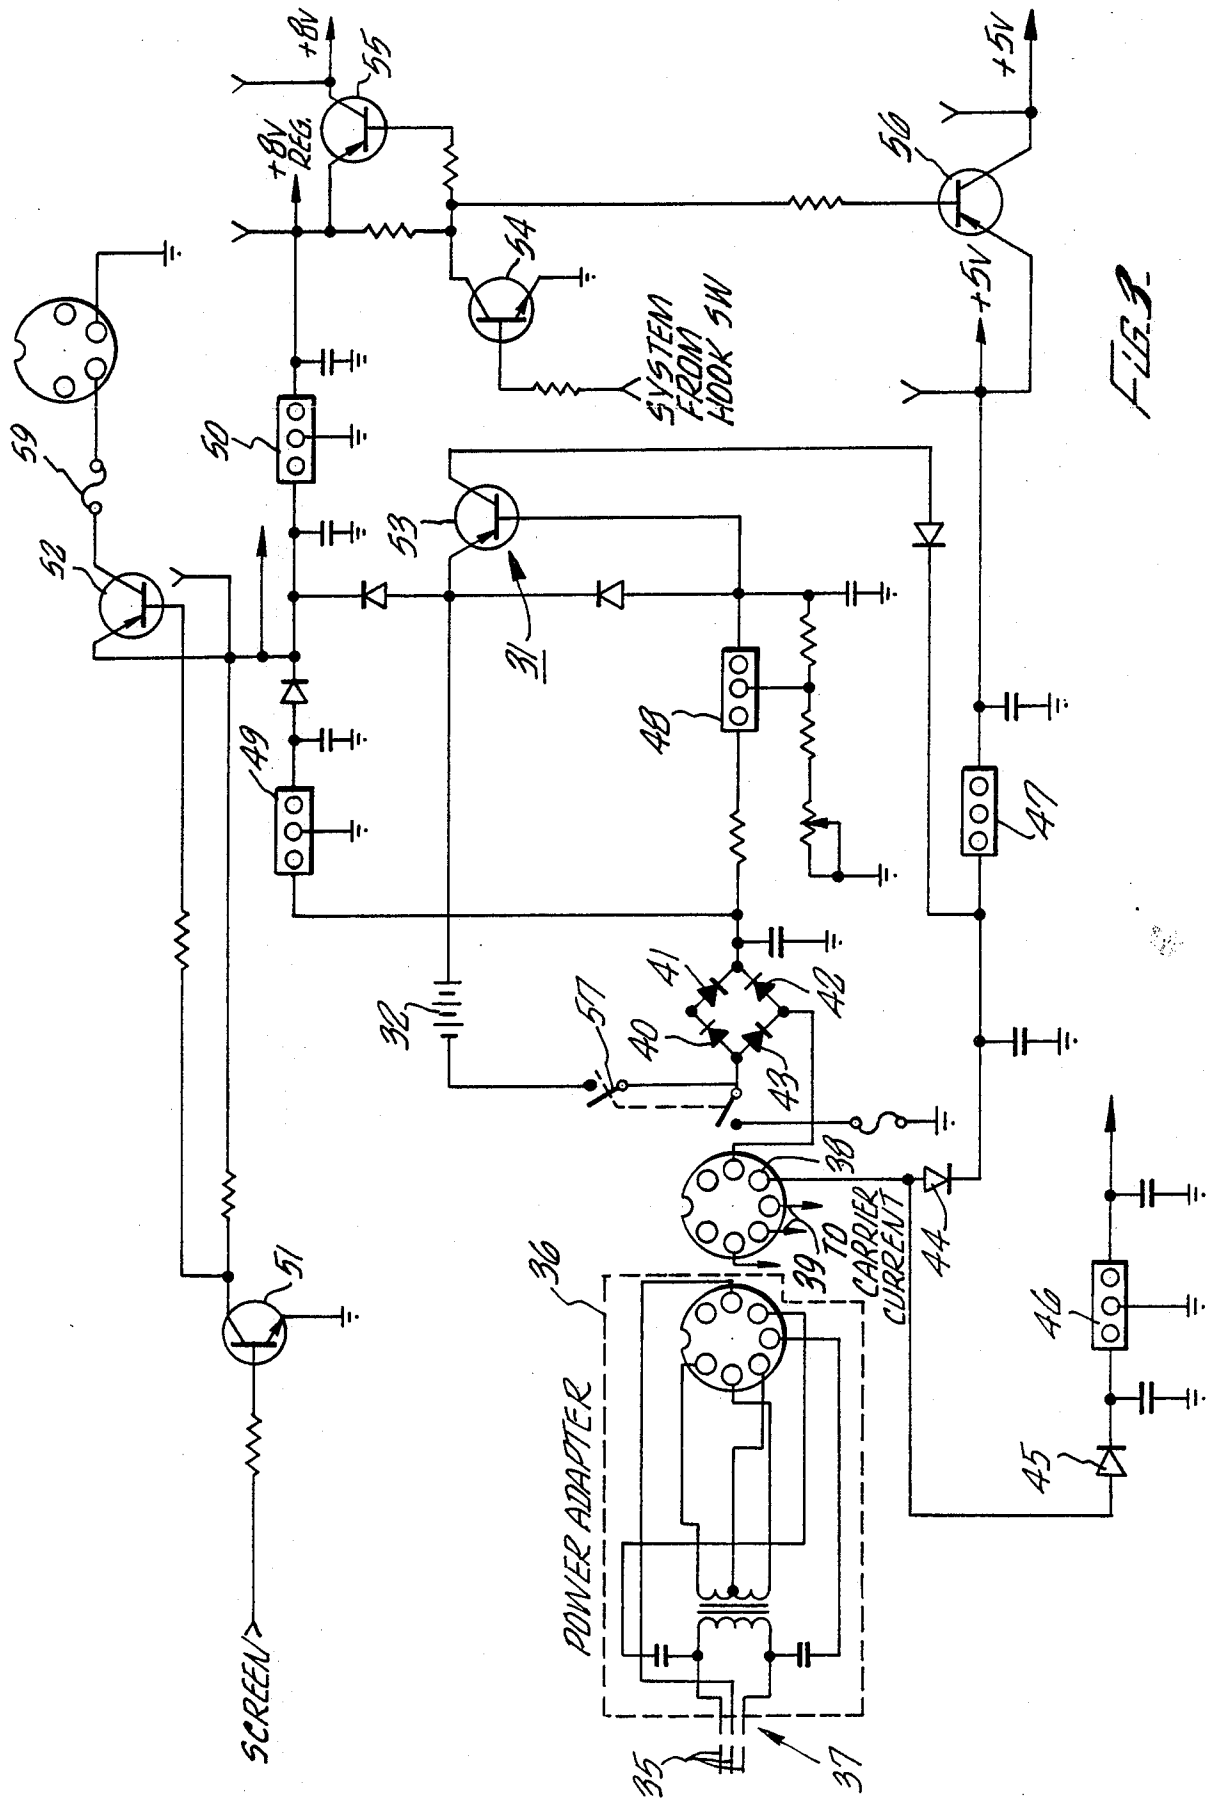 +8V
55
+8V
REG.
59
52
50
54
SYSTEM
FROM
HOOK SW
56
+5V
+5V
53
31
49
48
47
32
57
41
40
42
43
38
39
TO
CARRIER
CURRENT
44
46
45
51
SCREEN
36
POWER ADAPTER
35
37
FIG. 3